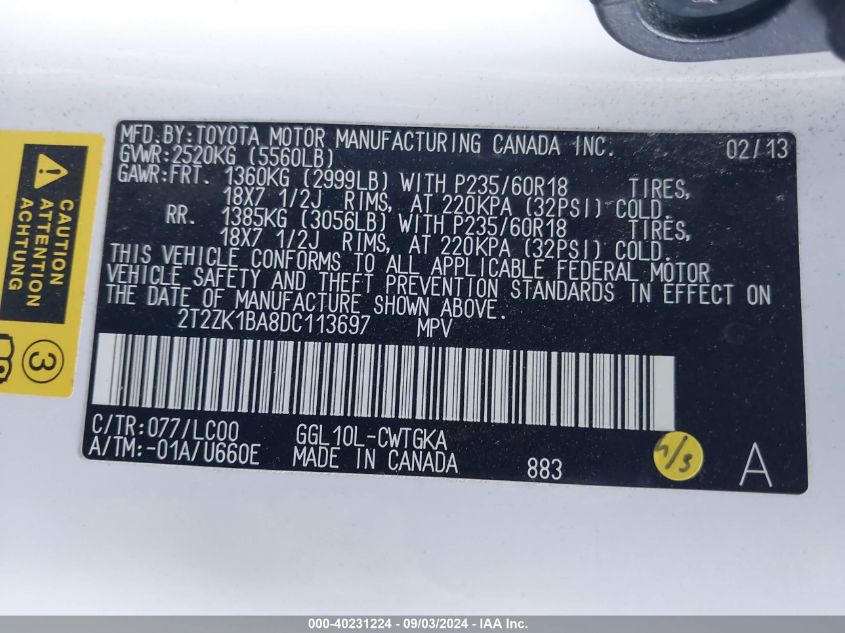 MFD.BY:TOYOTA MOTOR MANUFACTURING CANADA INC. 02/13
GVWR:2520KG (5560LB)
GAWR:FRT. 1360KG (2999LB) WITH P235/60R18 TIRES,
18X7 1/2J RIMS, AT 220KPA (32PSI) COLD.
RR. 1385KG (3056LB) WITH P235/60R18 TIRES,
18X7 1/2J RIMS, AT 220KPA (32PSI) COLD.
THIS VEHICLE CONFORMS TO ALL APPLICABLE FEDERAL MOTOR
VEHICLE SAFETY AND THEFT PREVENTION STANDARDS IN EFFECT ON
THE DATE OF MANUFACTURE SHOWN ABOVE.
2T2ZK1BA8DC113697 MPV
C/TR:077/LC00 GGL10L-CWTGKA
A/TM:-01A/U660E MADE IN CANADA 883 A
CAUTION
ATTENTION
ACHTUNG
3
000-40231224 - 09/03/2024 - IAA Inc.